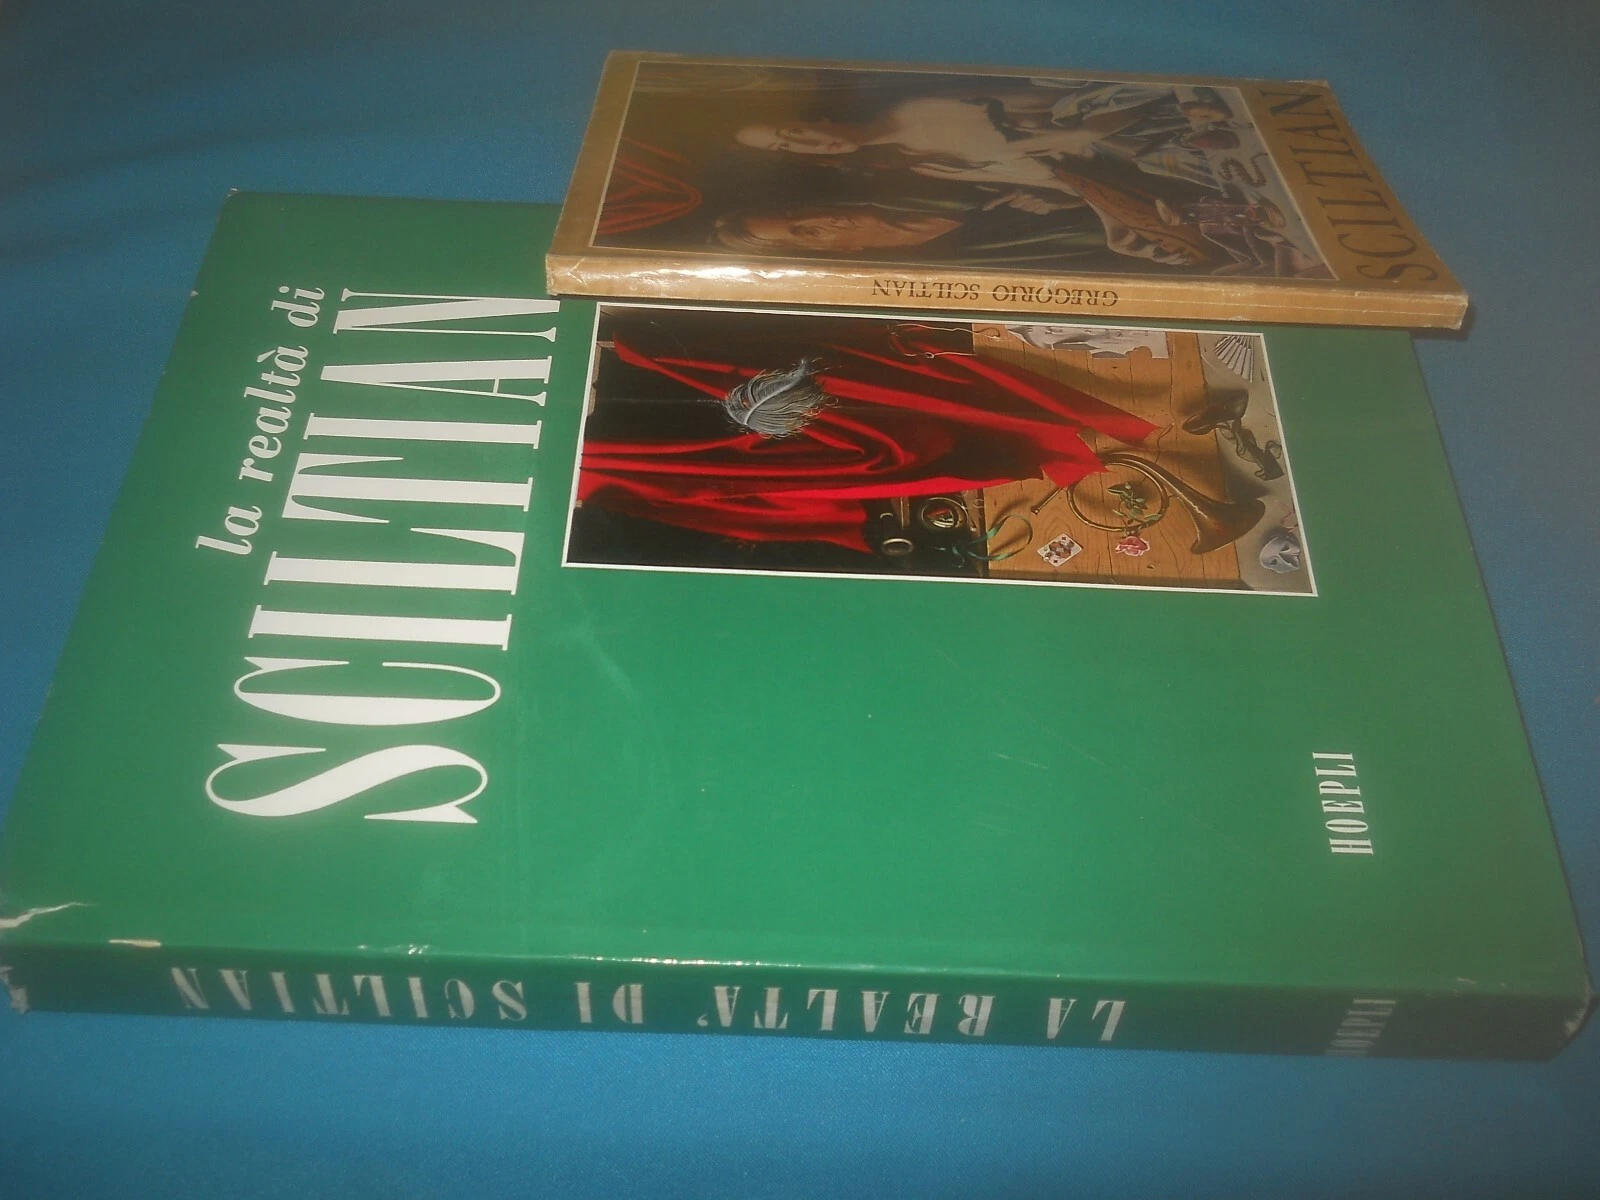 SCILTIAN
GREGORIO SCILTIAN
la realtà di
SCILTIAN
HOEPLI
LA REALTA' DI SCILTIAN
HOEPLI